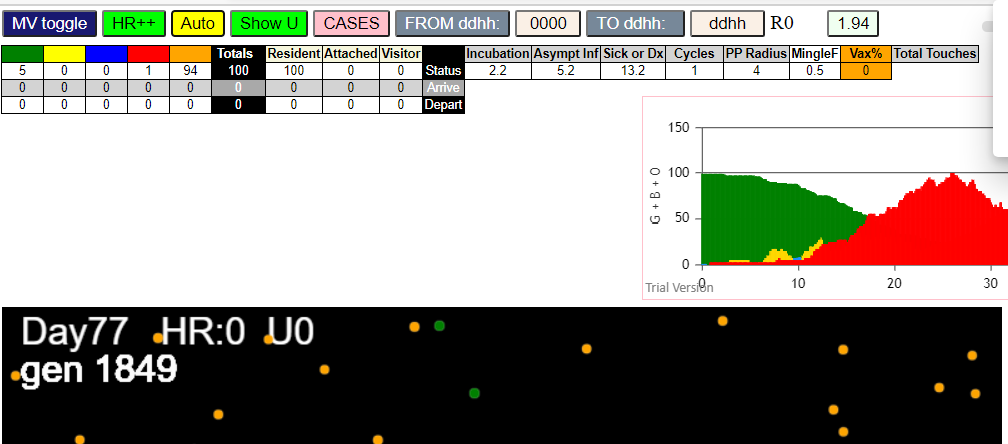 MV toggle HR++ Auto Show U CASES FROM ddhh: 0000 TO ddhh: ddhh R0 1.94
Totals Resident Attached Visitor Incubation Asympt Inf Sick or Dx Cycles PP Radius MingleF Vax% Total Touches
5 0 0 1 94 100 100 0 0 Status 2.2 5.2 13.2 1 4 0.5 0
0 0 0 0 0 0 0 0 0 Arrive
0 0 0 0 0 0 0 0 0 Depart
150
100
50
0
G + B + O
0 10 20 30
Trial Version
Day77 HR:0 U0
gen 1849